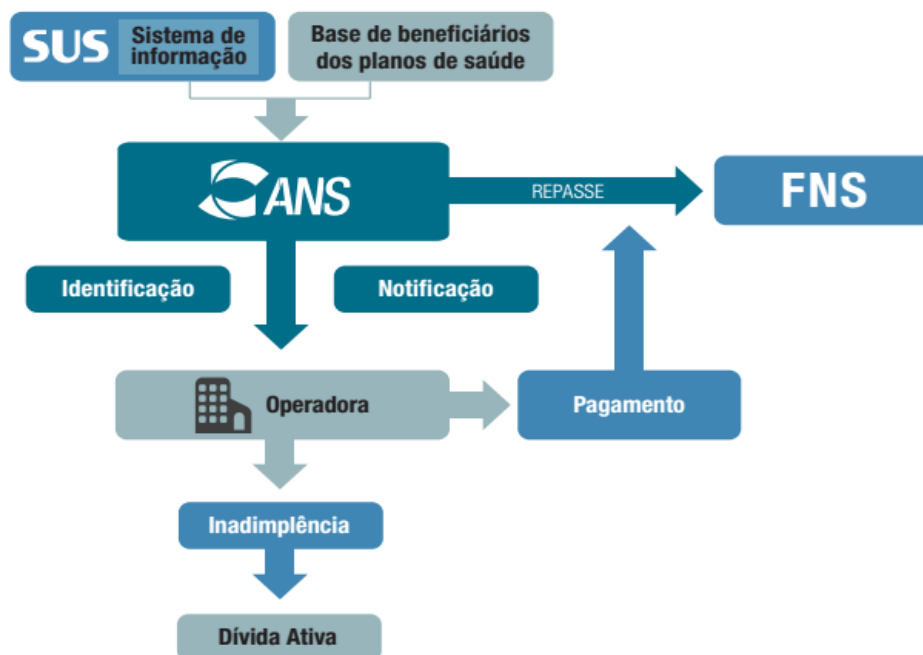 SUS
Sistema de
informação
Base de beneficiários
dos planos de saúde
ANS
REPASSE
FNS
Identificação
Notificação
Operadora
Pagamento
Inadimplência
Dívida Ativa